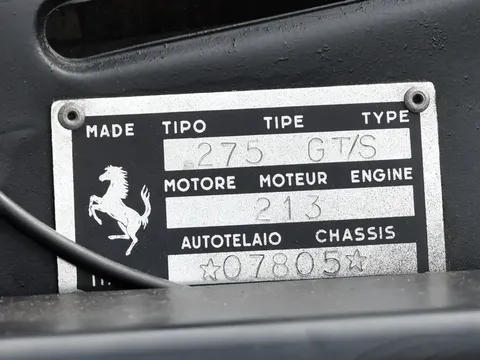 MADE TIPO TIPE TYPE
275 GT/S
MOTORE MOTEUR ENGINE
213
AUTOTELAIO CHASSIS
☆07805☆